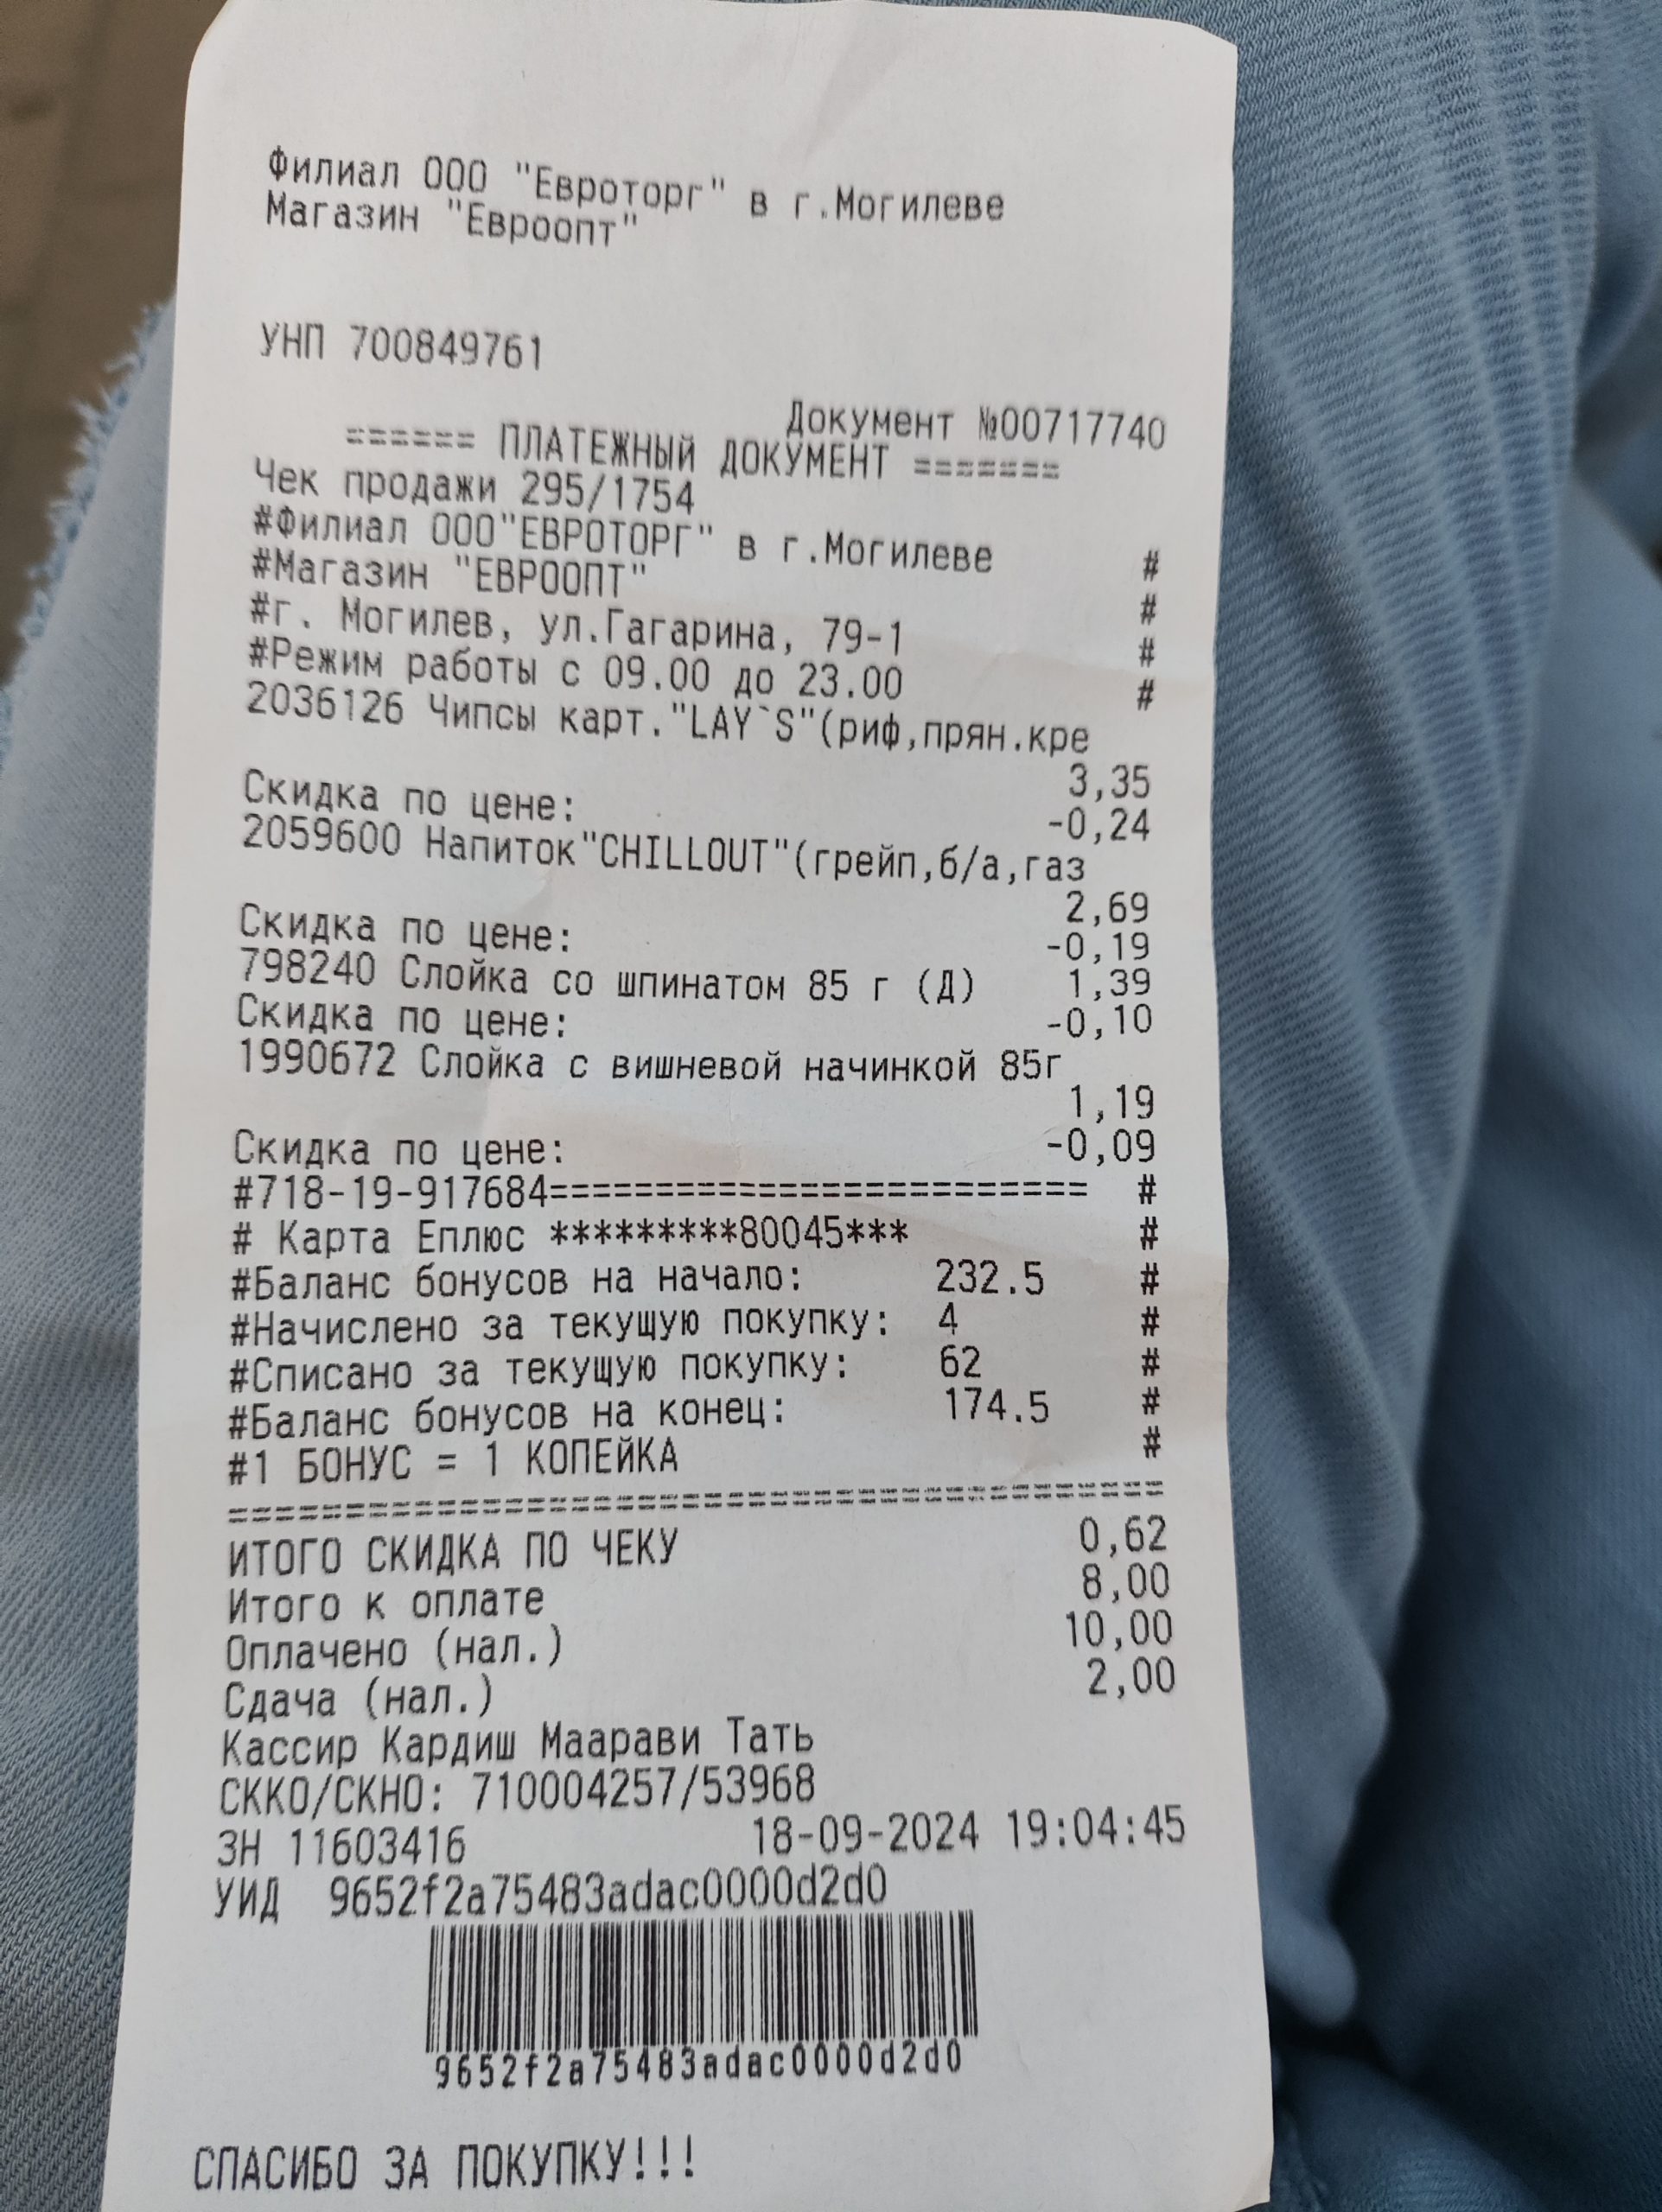 Филиал ООО "Евроторг" в г.Могилеве
Магазин "Евроопт"
УНП 700849761
Документ №00717740
====== ПЛАТЕЖНЫЙ ДОКУМЕНТ =======
Чек продажи 295/1754
#Филиал ООО"ЕВРОТОРГ" в г.Могилеве #
#Магазин "ЕВРООПТ" #
#г. Могилев, ул.Гагарина, 79-1 #
#Режим работы с 09.00 до 23.00 #
2036126 Чипсы карт."LAY`S"(риф,прян.кре
3,35
Скидка по цене: -0,24
2059600 Напиток"CHILLOUT"(грейп,б/а,газ
2,69
Скидка по цене: -0,19
798240 Слойка со шпинатом 85 г (Д) 1,39
Скидка по цене: -0,10
1990672 Слойка с вишневой начинкой 85г
1,19
Скидка по цене: -0,09
#718-19-917684========================= #
# Карта Еплюс *********80045*** #
#Баланс бонусов на начало: 232.5 #
#Начислено за текущую покупку: 4 #
#Списано за текущую покупку: 62 #
#Баланс бонусов на конец: 174.5 #
#1 БОНУС = 1 КОПЕЙКА #
========================================
ИТОГО СКИДКА ПО ЧЕКУ 0,62
Итого к оплате 8,00
Оплачено (нал.) 10,00
Сдача (нал.) 2,00
Кассир Кардиш Маарави Тать
СККО/СКНО: 710004257/53968
ЗН 11603416 18-09-2024 19:04:45
УИД 9652f2a75483adac0000d2d0
9652f2a75483adac0000d2d0
СПАСИБО ЗА ПОКУПКУ!!!